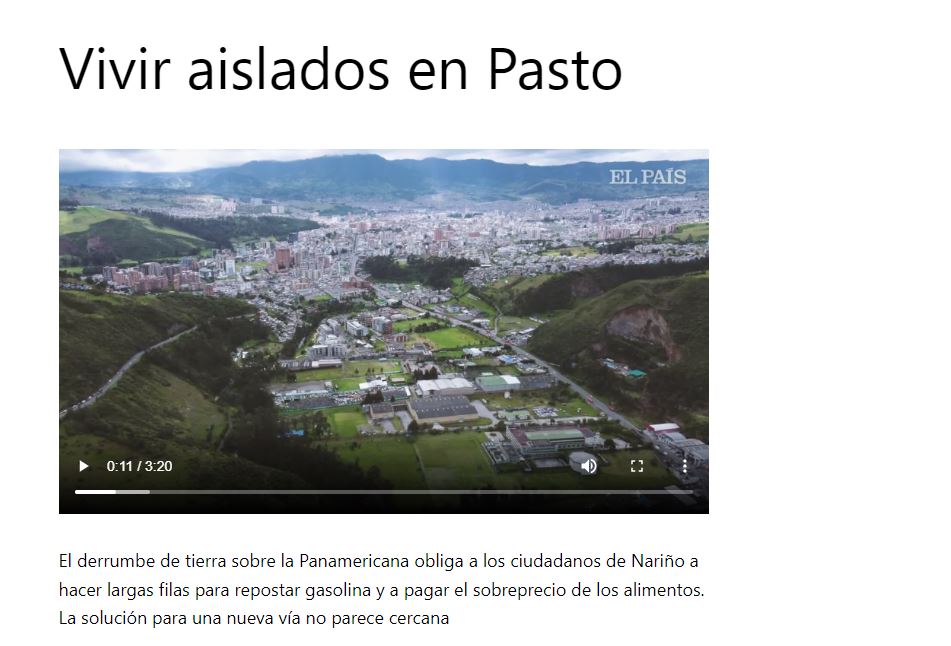 Vivir aislados en Pasto
EL PAÍS
0:11 / 3:20
El derrumbe de tierra sobre la Panamericana obliga a los ciudadanos de Nariño a
hacer largas filas para repostar gasolina y a pagar el sobreprecio de los alimentos.
La solución para una nueva vía no parece cercana